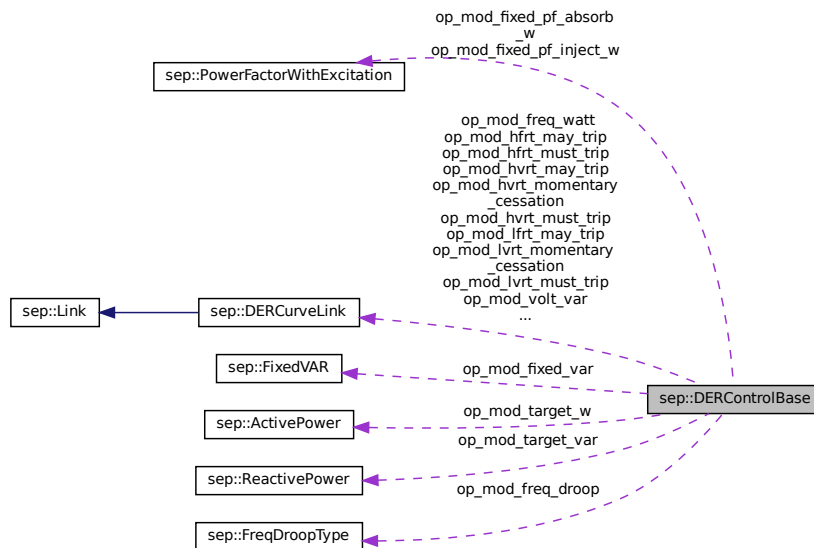 op_mod_fixed_pf_absorb
_w
op_mod_fixed_pf_inject_w
sep::PowerFactorWithExcitation
op_mod_freq_watt
op_mod_hfrt_may_trip
op_mod_hfrt_must_trip
op_mod_hvrt_may_trip
op_mod_hvrt_momentary
_cessation
op_mod_hvrt_must_trip
op_mod_lfrt_may_trip
op_mod_lvrt_momentary
_cessation
op_mod_lvrt_must_trip
op_mod_volt_var
...
sep::Link
sep::DERCurveLink
sep::FixedVAR
op_mod_fixed_var
sep::DERControlBase
sep::ActivePower
op_mod_target_w
op_mod_target_var
sep::ReactivePower
op_mod_freq_droop
sep::FreqDroopType